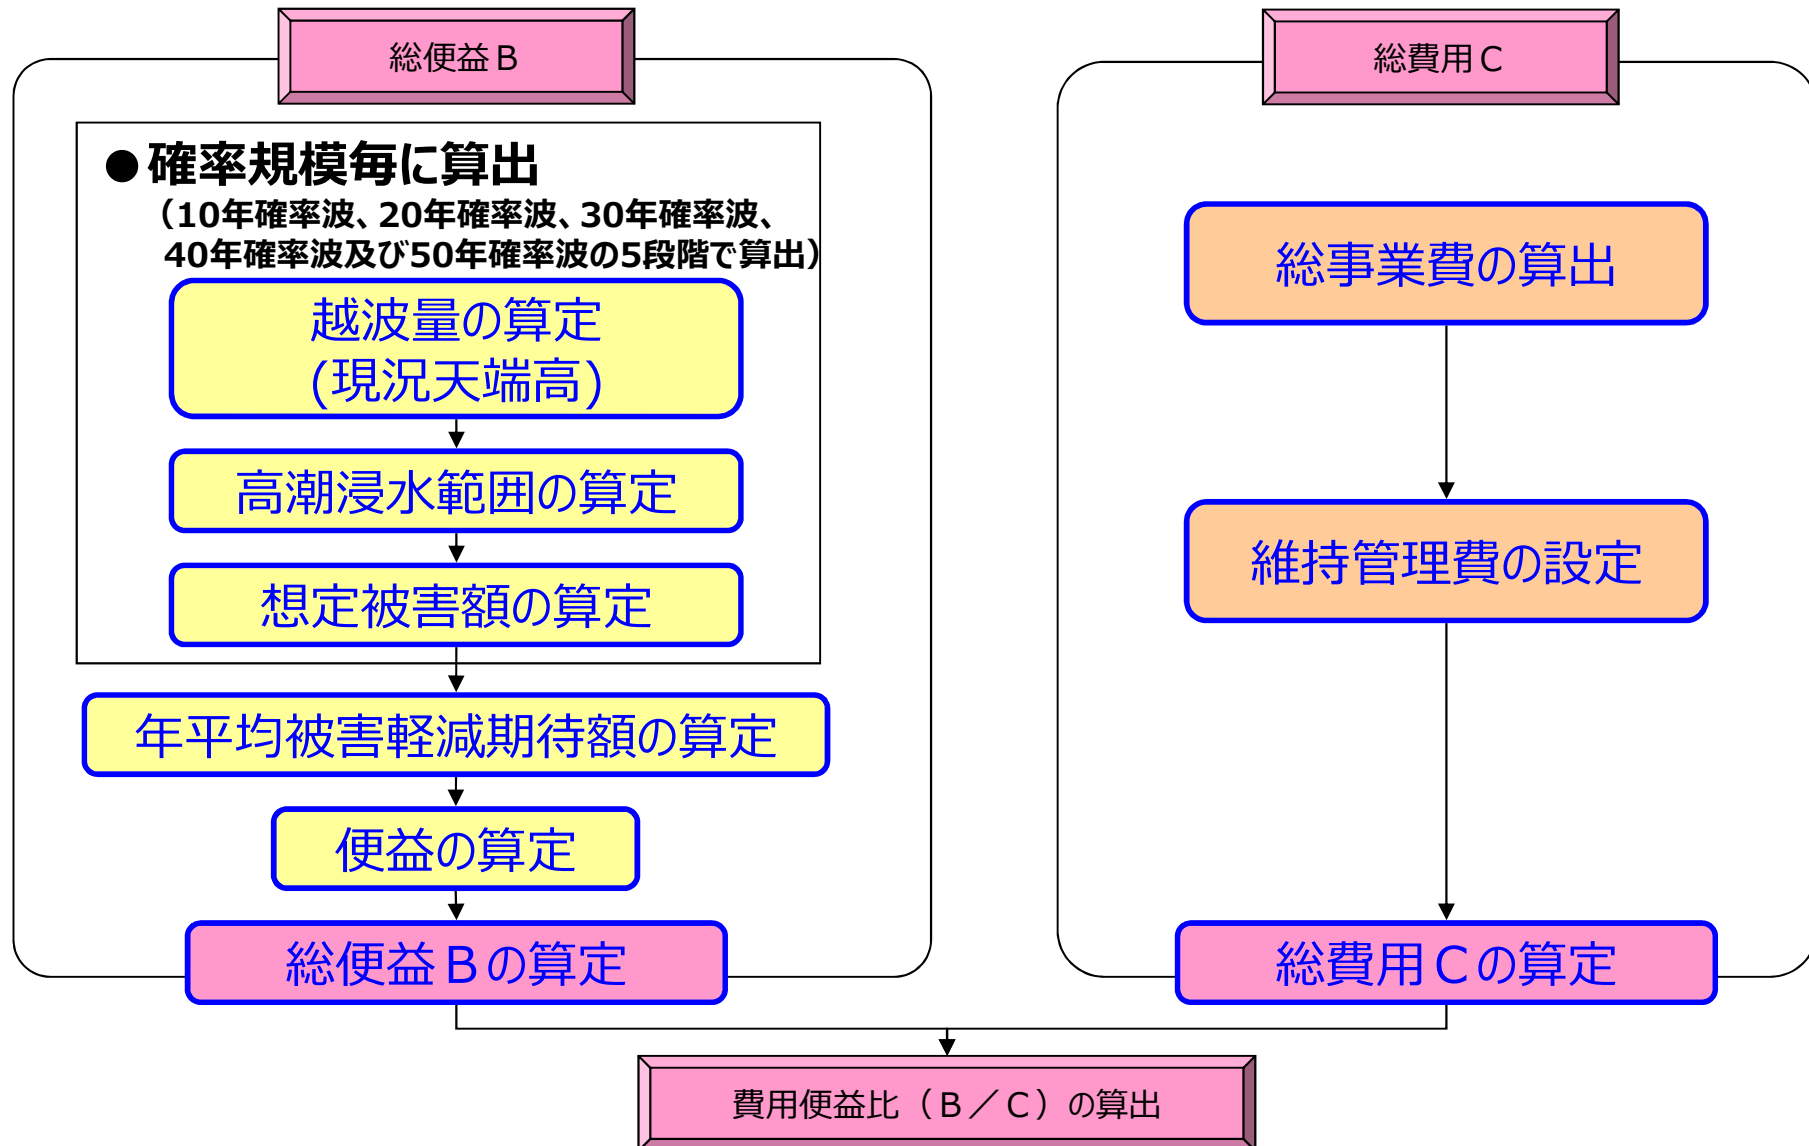 総便益Ｂ
●確率規模毎に算出
（10年確率波、20年確率波、30年確率波、
40年確率波及び50年確率波の5段階で算出）
越波量の算定
(現況天端高)
高潮浸水範囲の算定
想定被害額の算定
年平均被害軽減期待額の算定
便益の算定
総便益Ｂの算定
総費用Ｃ
総事業費の算出
維持管理費の設定
総費用Ｃの算定
費用便益比（Ｂ／Ｃ）の算出